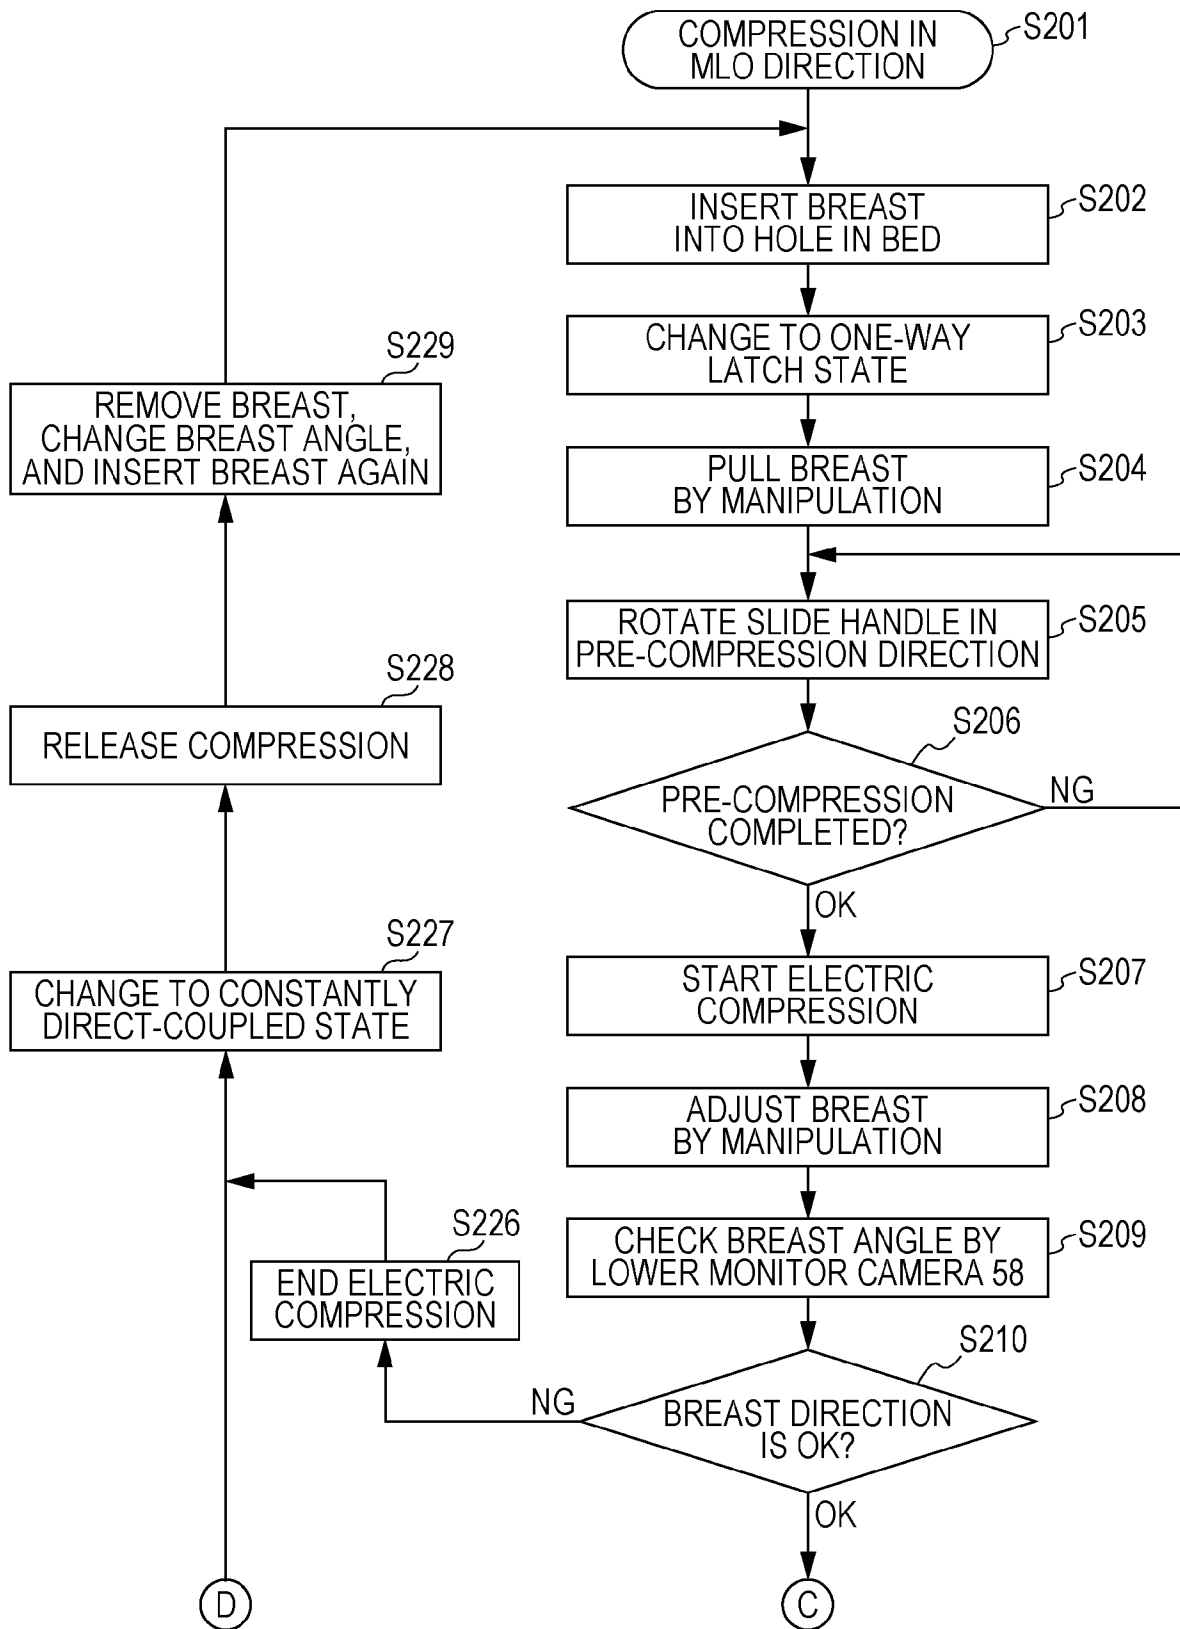 COMPRESSION IN
MLO DIRECTION
S201
INSERT BREAST
INTO HOLE IN BED
S202
CHANGE TO ONE-WAY
LATCH STATE
S203
PULL BREAST
BY MANIPULATION
S204
ROTATE SLIDE HANDLE IN
PRE-COMPRESSION DIRECTION
S205
PRE-COMPRESSION
COMPLETED?
S206
NG
OK
START ELECTRIC
COMPRESSION
S207
ADJUST BREAST
BY MANIPULATION
S208
CHECK BREAST ANGLE BY
LOWER MONITOR CAMERA 58
S209
BREAST DIRECTION
IS OK?
S210
NG
OK
C
END ELECTRIC
COMPRESSION
S226
CHANGE TO CONSTANTLY
DIRECT-COUPLED STATE
S227
RELEASE COMPRESSION
S228
REMOVE BREAST,
CHANGE BREAST ANGLE,
AND INSERT BREAST AGAIN
S229
D